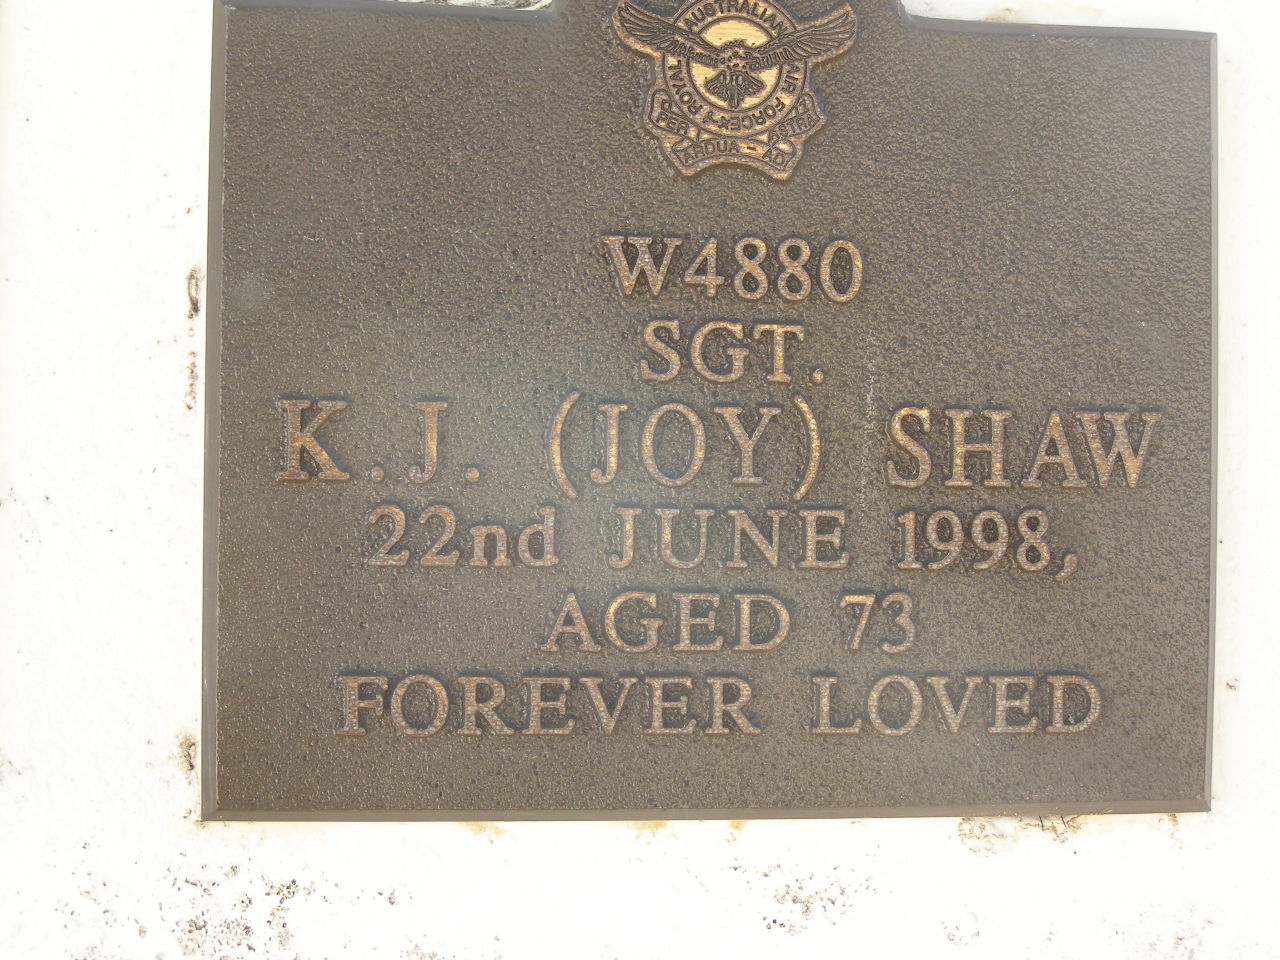 ROYAL AUSTRALIAN AIR FORCE
PER ARDUA - AD ASTRA
W4880
SGT.
K.J. (JOY) SHAW
22nd JUNE 1998,
AGED 73
FOREVER LOVED